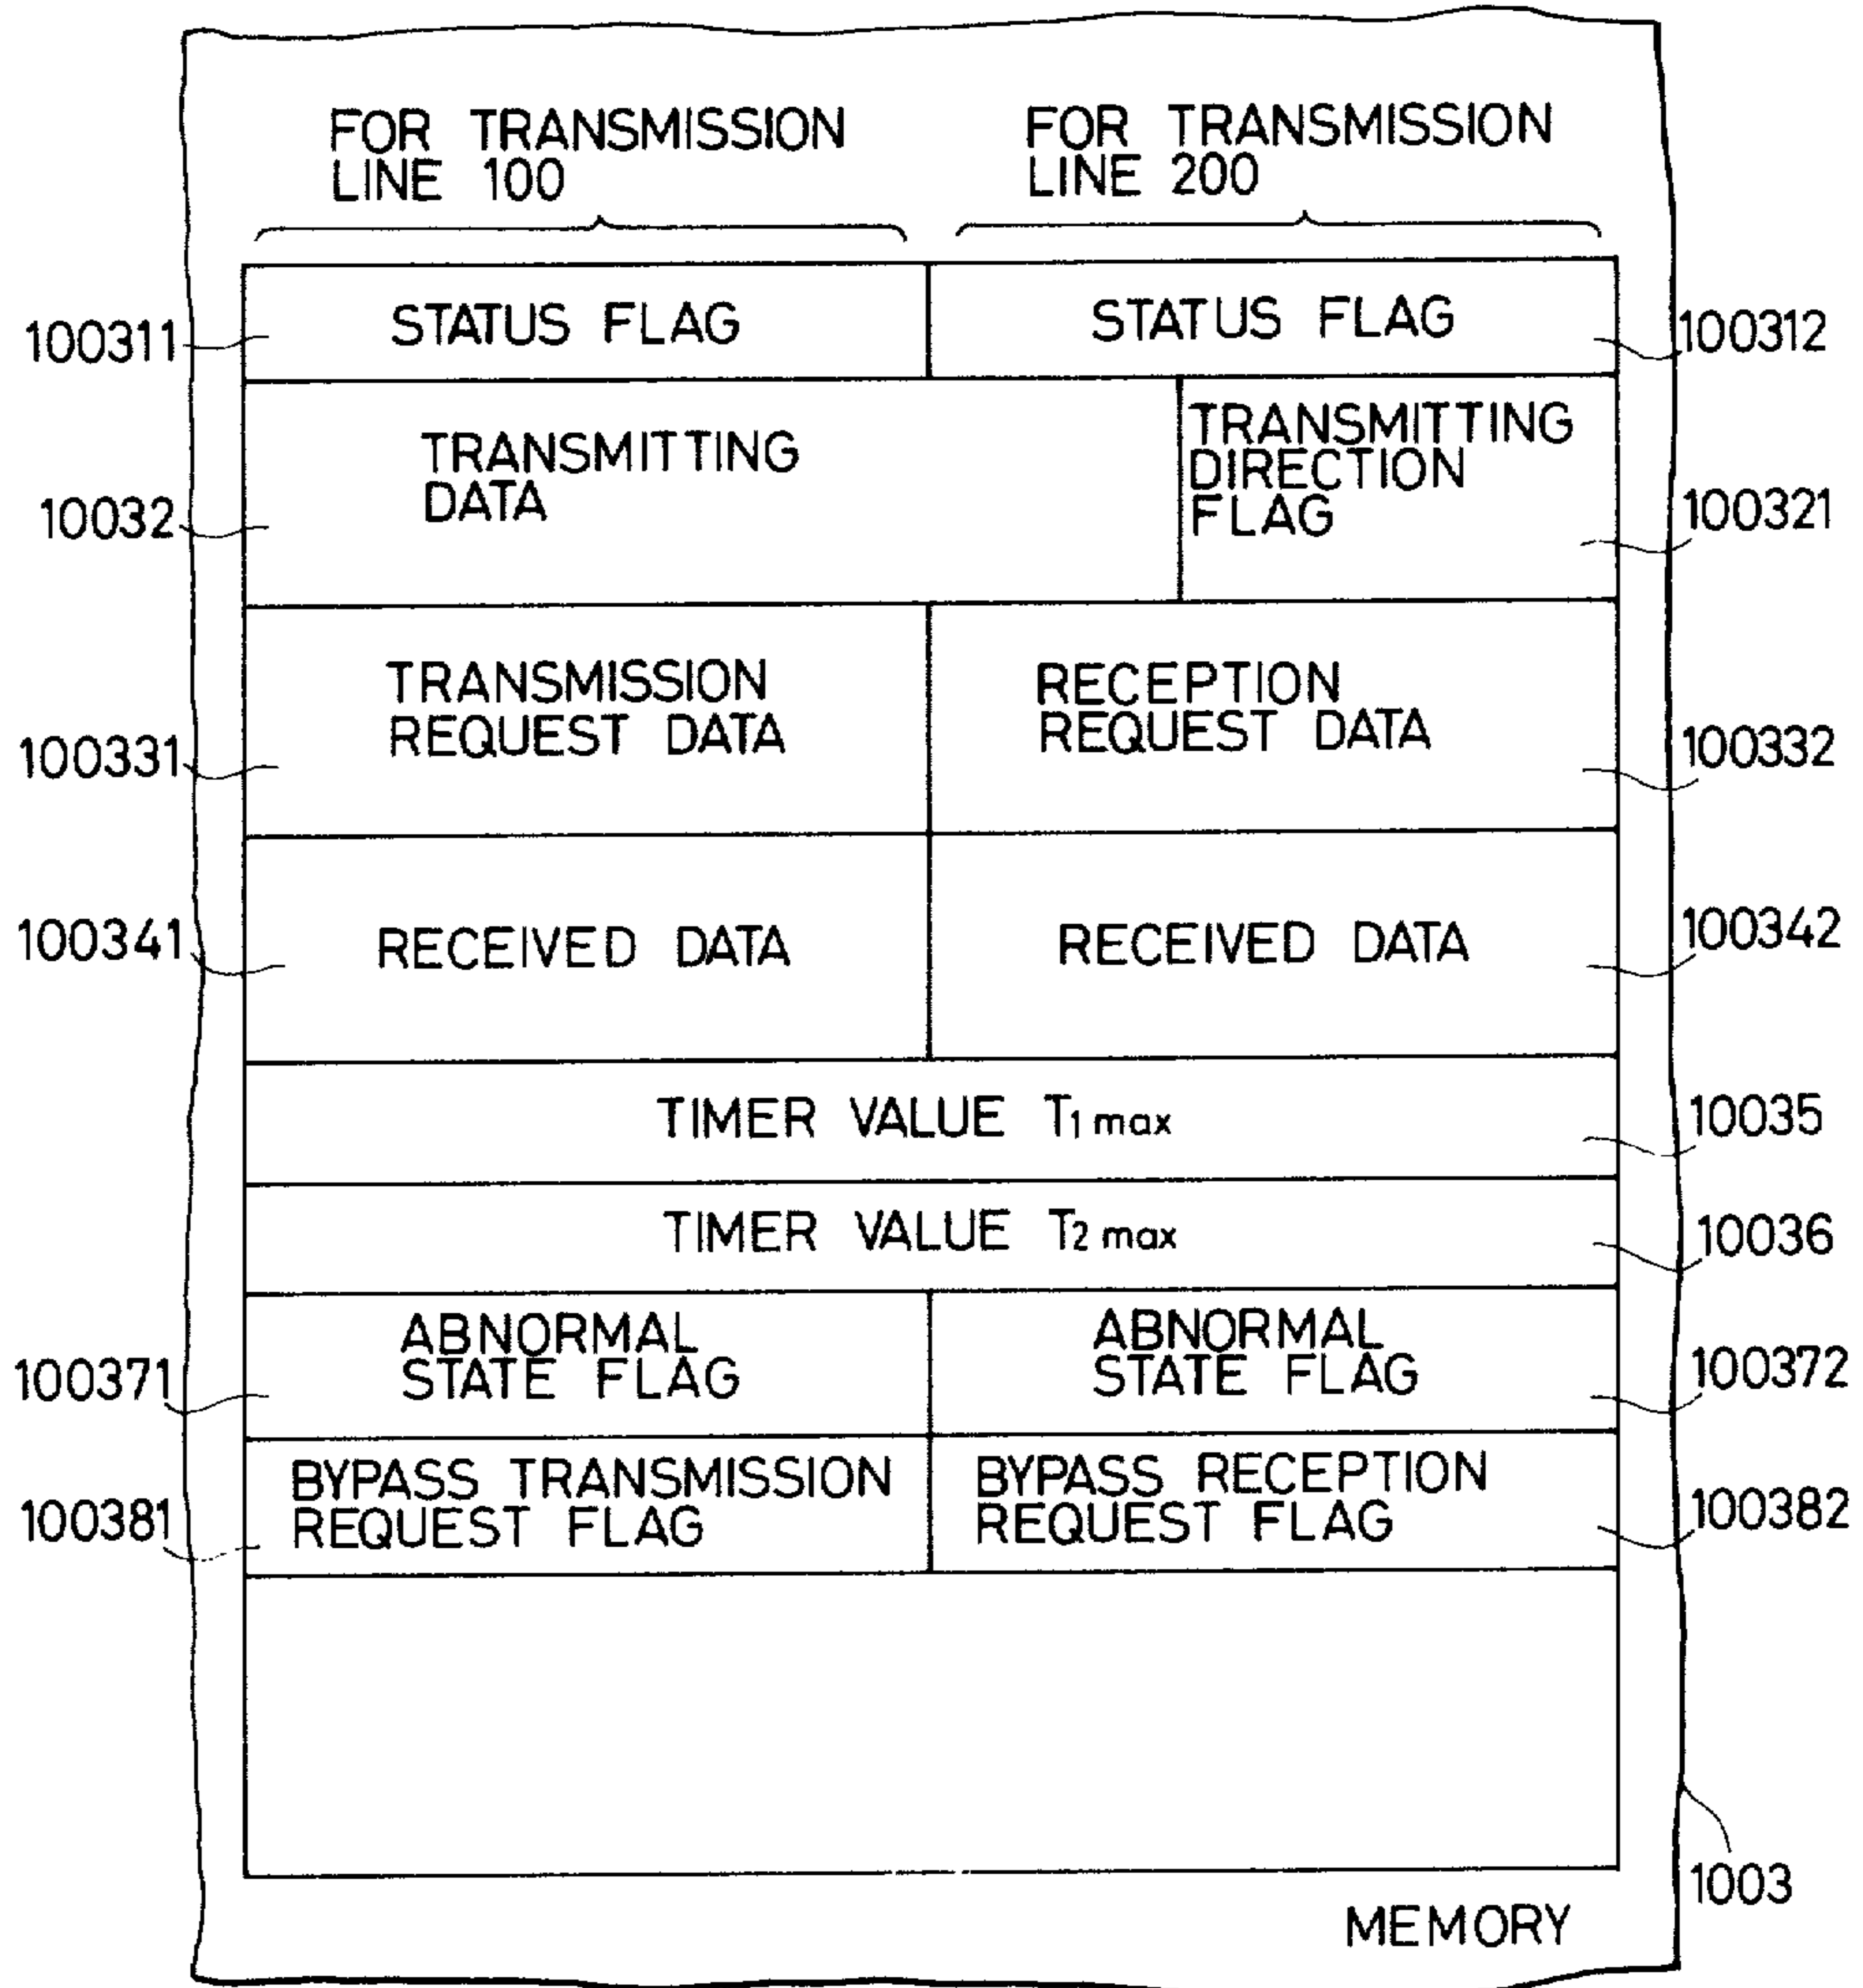 FOR TRANSMISSION
LINE 100
FOR TRANSMISSION
LINE 200
100311
STATUS FLAG
STATUS FLAG
100312
10032
TRANSMITTING
DATA
TRANSMITTING
DIRECTION
FLAG
100321
100331
TRANSMISSION
REQUEST DATA
RECEPTION
REQUEST DATA
100332
100341
RECEIVED DATA
RECEIVED DATA
100342
TIMER VALUE T1 max
10035
TIMER VALUE T2 max
10036
100371
ABNORMAL
STATE FLAG
ABNORMAL
STATE FLAG
100372
100381
BYPASS TRANSMISSION
REQUEST FLAG
BYPASS RECEPTION
REQUEST FLAG
100382
1003
MEMORY